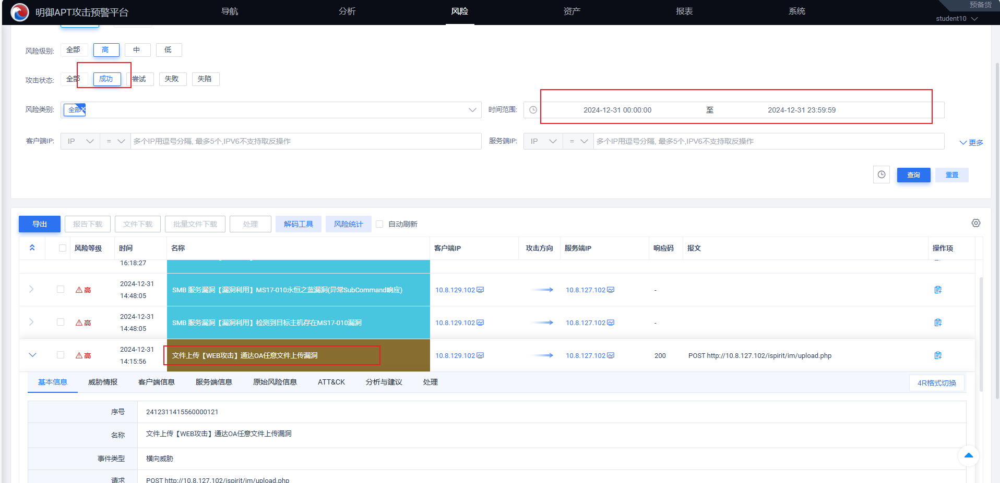 明御APT攻击预警平台
导航
分析
风险
资产
报表
系统
预备货
student10
风险级别: 全部 高 中 低
攻击状态: 全部 成功 尝试 失败 失陷
风险类别: 全部
时间范围: 2024-12-31 00:00:00 至 2024-12-31 23:59:59
客户端IP: IP = 多个IP用逗号分隔, 最多5个,IPV6不支持取反操作
服务端IP: IP = 多个IP用逗号分隔, 最多5个,IPV6不支持取反操作
更多
查询 重置
导出 报告下载 文件下载 批量文件下载 处理 解码工具 风险统计 自动刷新
风险等级 时间 名称 客户端IP 攻击方向 服务端IP 响应码 报文 操作项
16:18:27
高 2024-12-31 14:48:05 SMB 服务漏洞【漏洞利用】MS17-010永恒之蓝漏洞(异常SubCommand响应) 10.8.129.102 10.8.127.102 -
高 2024-12-31 14:48:05 SMB 服务漏洞【漏洞利用】检测到目标主机存在MS17-010漏洞 10.8.129.102 10.8.127.102 -
高 2024-12-31 14:15:56 文件上传【WEB攻击】通达OA任意文件上传漏洞 10.8.129.102 10.8.127.102 200 POST http://10.8.127.102/ispirit/im/upload.php
基本信息 威胁情报 客户端信息 服务端信息 原始风险信息 ATT&CK 分析与建议 处理 4R格式切换
序号 2412311415560000121
名称 文件上传【WEB攻击】通达OA任意文件上传漏洞
事件类型 横向威胁
请求 POST http://10.8.127.102/ispirit/im/upload.php